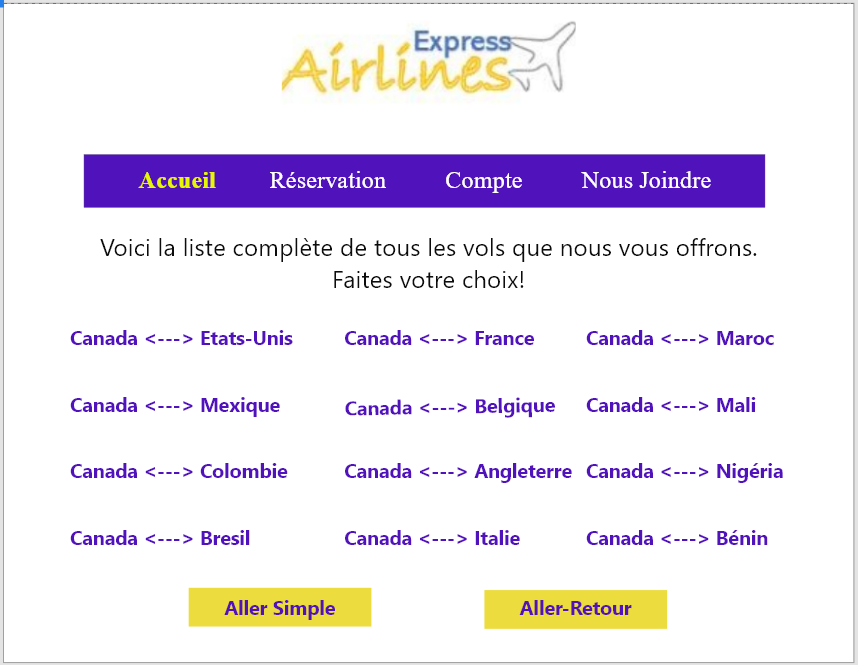 Express
Airlines
Accueil Réservation Compte Nous Joindre
Voici la liste complète de tous les vols que nous vous offrons.
Faites votre choix!
Canada <---> Etats-Unis Canada <---> France Canada <---> Maroc
Canada <---> Mexique Canada <---> Belgique Canada <---> Mali
Canada <---> Colombie Canada <---> Angleterre Canada <---> Nigéria
Canada <---> Bresil Canada <---> Italie Canada <---> Bénin
Aller Simple Aller-Retour